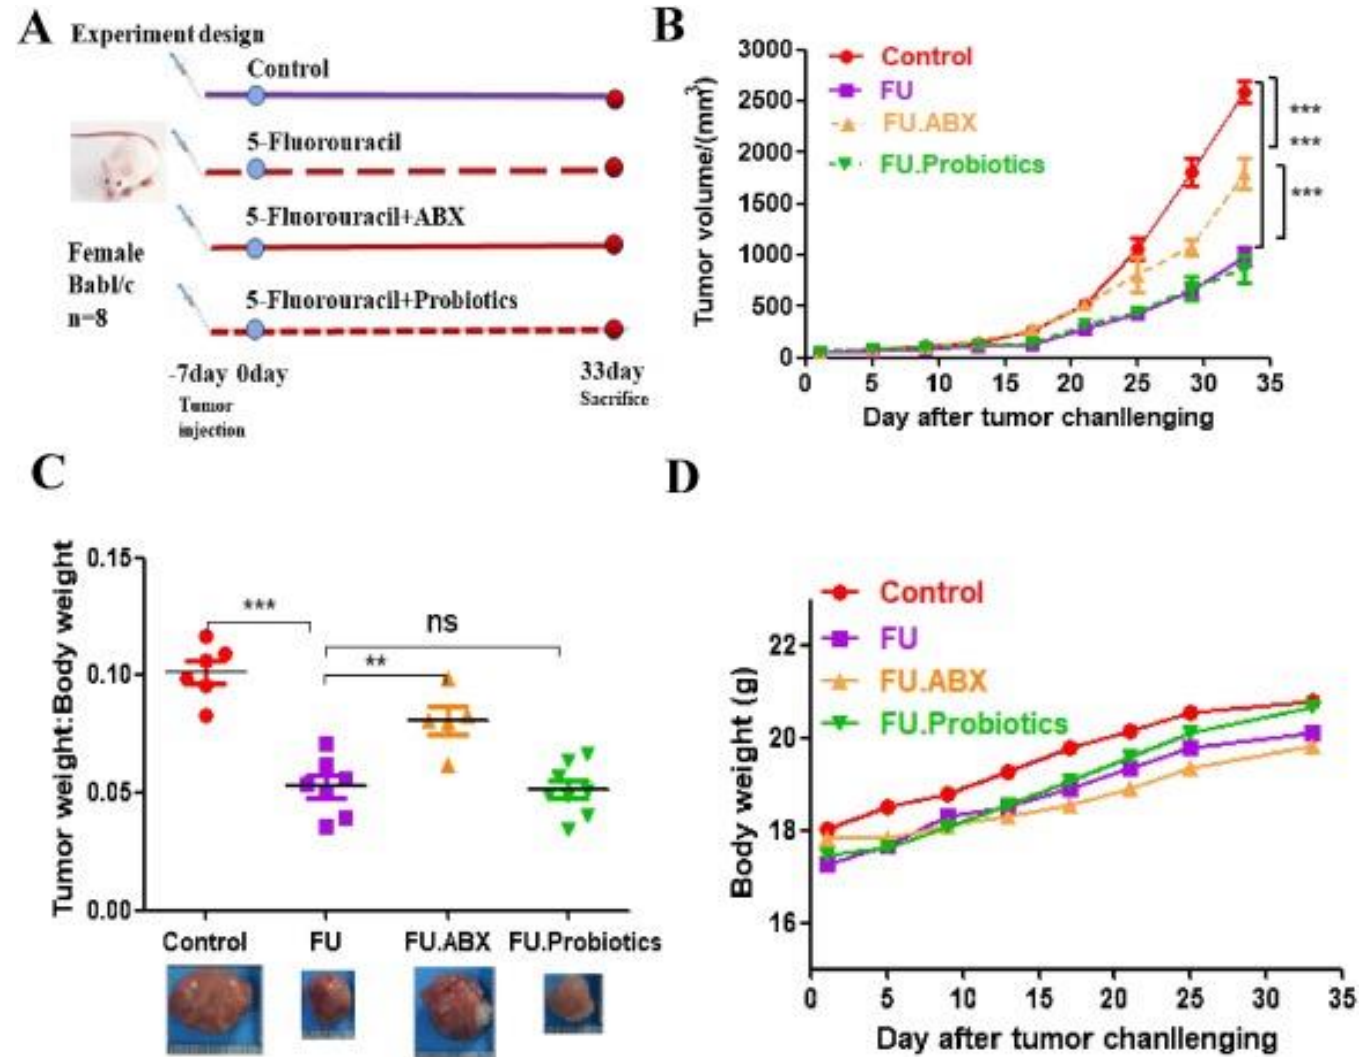 A
Experiment design
Control
5-Fluorouracil
5-Fluorouracil+ABX
5-Fluorouracil+Probiotics
Female
Babl/c
n=8
-7day 0day
33day
Tumor
injection
Sacrifice
B
Tumor volume/(mm³)
3000
2500
2000
1500
1000
500
0
Control
FU
FU.ABX
FU.Probiotics
***
***
***
0 5 10 15 20 25 30 35
Day after tumor chanllenging
C
Tumor weight:Body weight
0.15
0.10
0.05
0.00
***
ns
**
Control FU FU.ABX FU.Probiotics
D
Control
FU
FU.ABX
FU.Probiotics
Body weight (g)
22
20
18
16
0 5 10 15 20 25 30 35
Day after tumor chanllenging